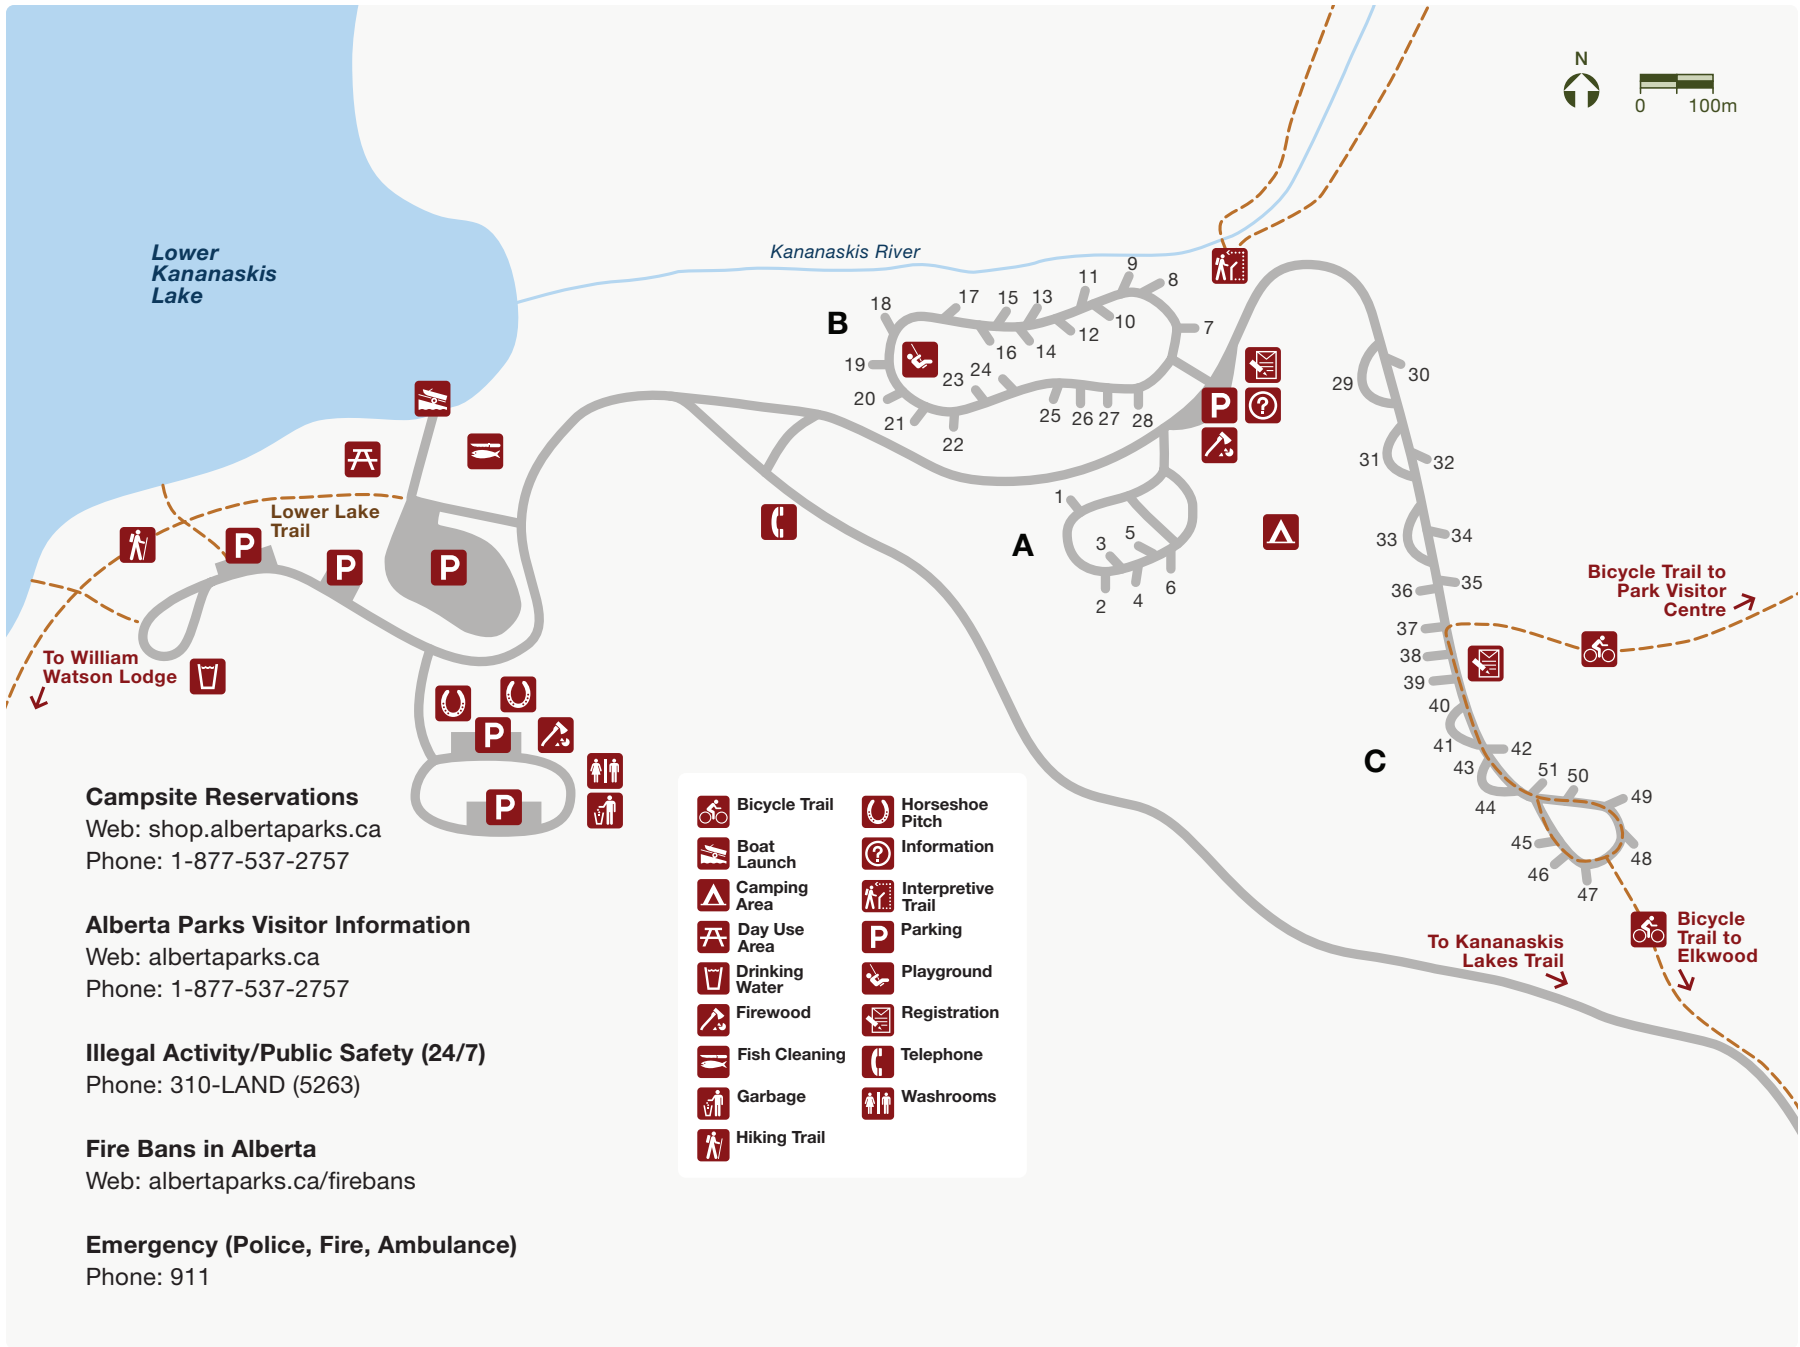 N
0 100m
Lower
Kananaskis
Lake
Kananaskis River
B
18
17
15
13
11
9
8
7
10
12
14
16
19
20
21
22
23
24
25
26
27
28
P
?
29
30
31
32
33
34
35
36
37
38
39
40
41
42
43
44
51
50
49
48
45
46
47
A
1
5
3
2
4
6
C
Lower Lake
Trail
P
P
P
To William
Watson Lodge
P
P
Bicycle Trail to
Park Visitor
Centre
Bicycle
Trail to
Elkwood
To Kananaskis
Lakes Trail
Campsite Reservations
Web: shop.albertaparks.ca
Phone: 1-877-537-2757
Alberta Parks Visitor Information
Web: albertaparks.ca
Phone: 1-877-537-2757
Illegal Activity/Public Safety (24/7)
Phone: 310-LAND (5263)
Fire Bans in Alberta
Web: albertaparks.ca/firebans
Emergency (Police, Fire, Ambulance)
Phone: 911
Bicycle Trail
Boat
Launch
Camping
Area
Day Use
Area
Drinking
Water
Firewood
Fish Cleaning
Garbage
Hiking Trail
Horseshoe
Pitch
? Information
Interpretive
Trail
P Parking
Playground
Registration
Telephone
Washrooms